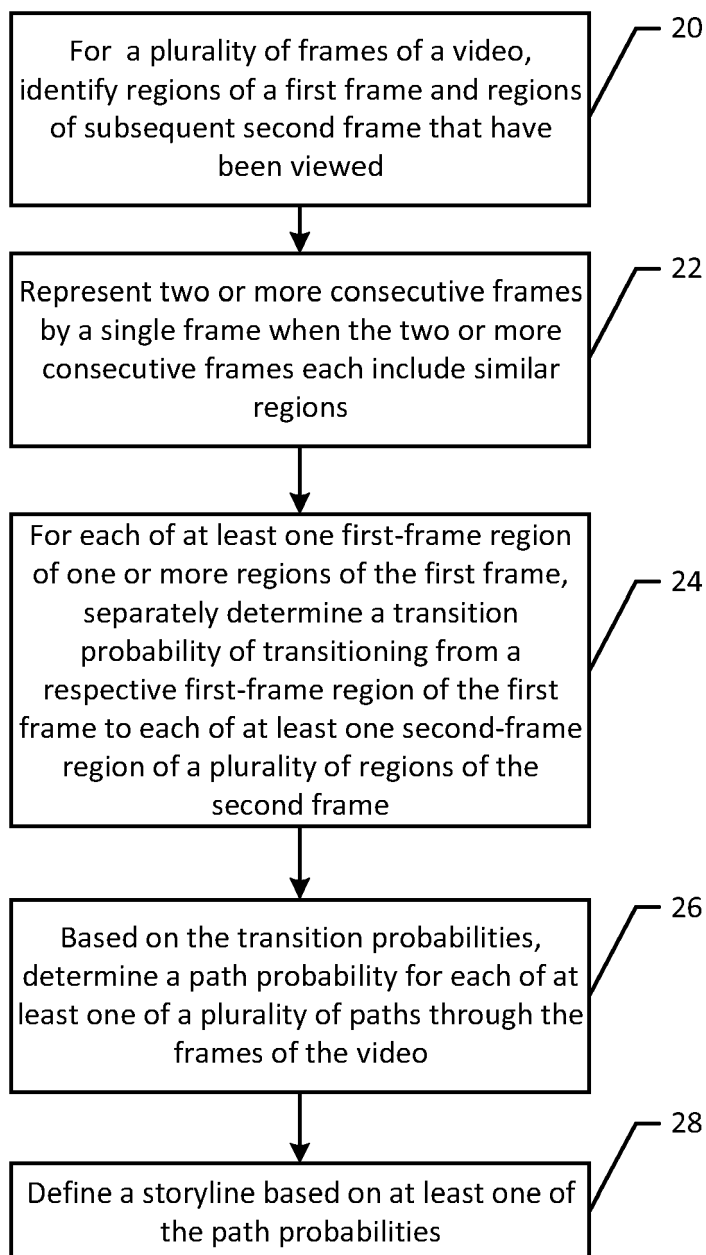 For a plurality of frames of a video,
identify regions of a first frame and regions
of subsequent second frame that have
been viewed
20
Represent two or more consecutive frames
by a single frame when the two or more
consecutive frames each include similar
regions
22
For each of at least one first-frame region
of one or more regions of the first frame,
separately determine a transition
probability of transitioning from a
respective first-frame region of the first
frame to each of at least one second-frame
region of a plurality of regions of the
second frame
24
Based on the transition probabilities,
determine a path probability for each of at
least one of a plurality of paths through the
frames of the video
26
Define a storyline based on at least one of
the path probabilities
28